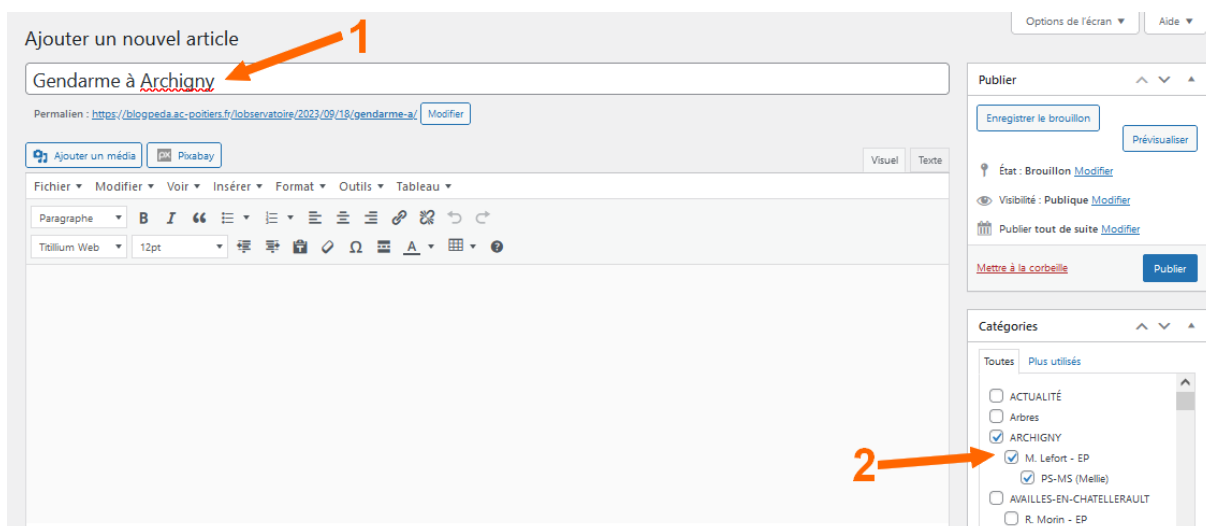 Options de l'écran ▼ Aide ▼
Ajouter un nouvel article
1
Gendarme à Archigny
Permalien : https://blogpeda.ac-poitiers.fr/lobservatoire/2023/09/18/gendarme-a/ Modifier
Ajouter un média Pixabay
Visuel Texte
Fichier ▼ Modifier ▼ Voir ▼ Insérer ▼ Format ▼ Outils ▼ Tableau ▼
Paragraphe ▼ B I
Titillium Web ▼ 12pt ▼ Ω A ▼
Publier
Enregistrer le brouillon
Prévisualiser
État : Brouillon Modifier
Visibilité : Publique Modifier
Publier tout de suite Modifier
Mettre à la corbeille Publier
Catégories
Toutes Plus utilisés
ACTUALITÉ
Arbres
ARCHIGNY
2
M. Lefort - EP
PS-MS (Mellie)
AVAILLES-EN-CHATELLERAULT
R. Morin - EP